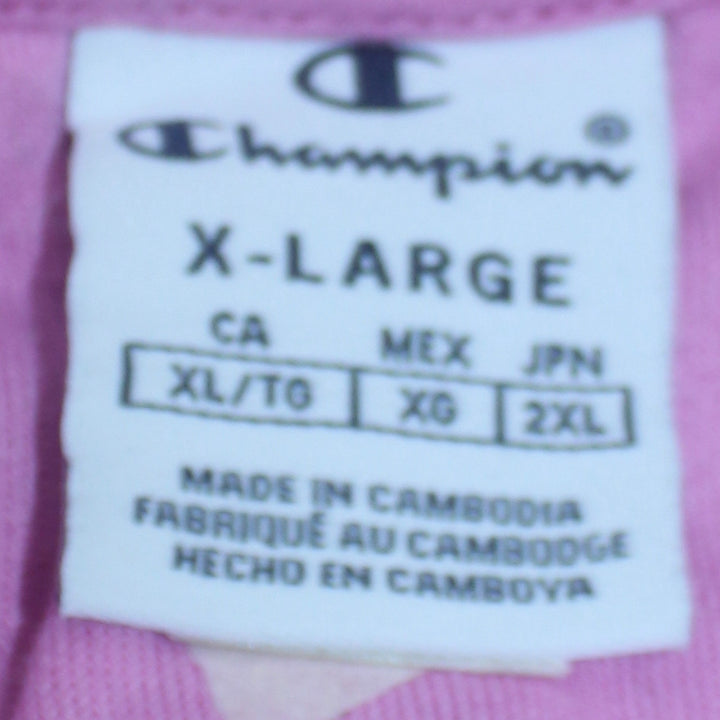 Champion®
X-LARGE
CA MEX JPN
XL/TG XG 2XL
MADE IN CAMBODIA
FABRIQUÉ AU CAMBODGE
HECHO EN CAMBOYA